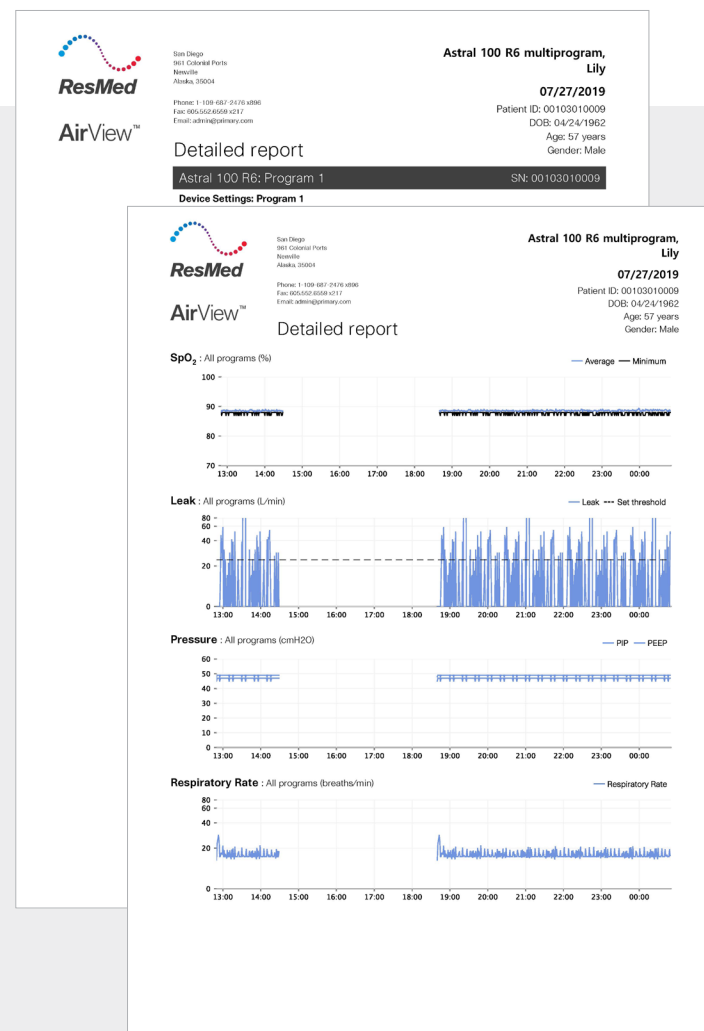 ResMed
AirView™
San Diego
961 Colonial Ports
Newville
Alaska, 35004
Phone: 1-109-687-2476 x896
Fax: 605.552.6559 x217
Email: admin@primary.com
Detailed report
Astral 100 R6 multiprogram,
Lily
07/27/2019
Patient ID: 00103010009
DOB: 04/24/1962
Age: 57 years
Gender: Male
Astral 100 R6: Program 1 SN: 00103010009
Device Settings: Program 1
ResMed
AirView™
San Diego
961 Colonial Ports
Newville
Alaska, 35004
Phone: 1-109-687-2476 x896
Fax: 605.552.6559 x217
Email: admin@primary.com
Detailed report
Astral 100 R6 multiprogram,
Lily
07/27/2019
Patient ID: 00103010009
DOB: 04/24/1962
Age: 57 years
Gender: Male
SpO2 : All programs (%) Average Minimum
100
90
80
70
13:00 14:00 15:00 16:00 17:00 18:00 19:00 20:00 21:00 22:00 23:00 00:00
Leak : All programs (L/min) Leak Set threshold
80
60
40
20
0
13:00 14:00 15:00 16:00 17:00 18:00 19:00 20:00 21:00 22:00 23:00 00:00
Pressure : All programs (cmH2O) PIP PEEP
60
50
40
30
20
10
0
13:00 14:00 15:00 16:00 17:00 18:00 19:00 20:00 21:00 22:00 23:00 00:00
Respiratory Rate : All programs (breaths/min) Respiratory Rate
80
60
40
20
0
13:00 14:00 15:00 16:00 17:00 18:00 19:00 20:00 21:00 22:00 23:00 00:00